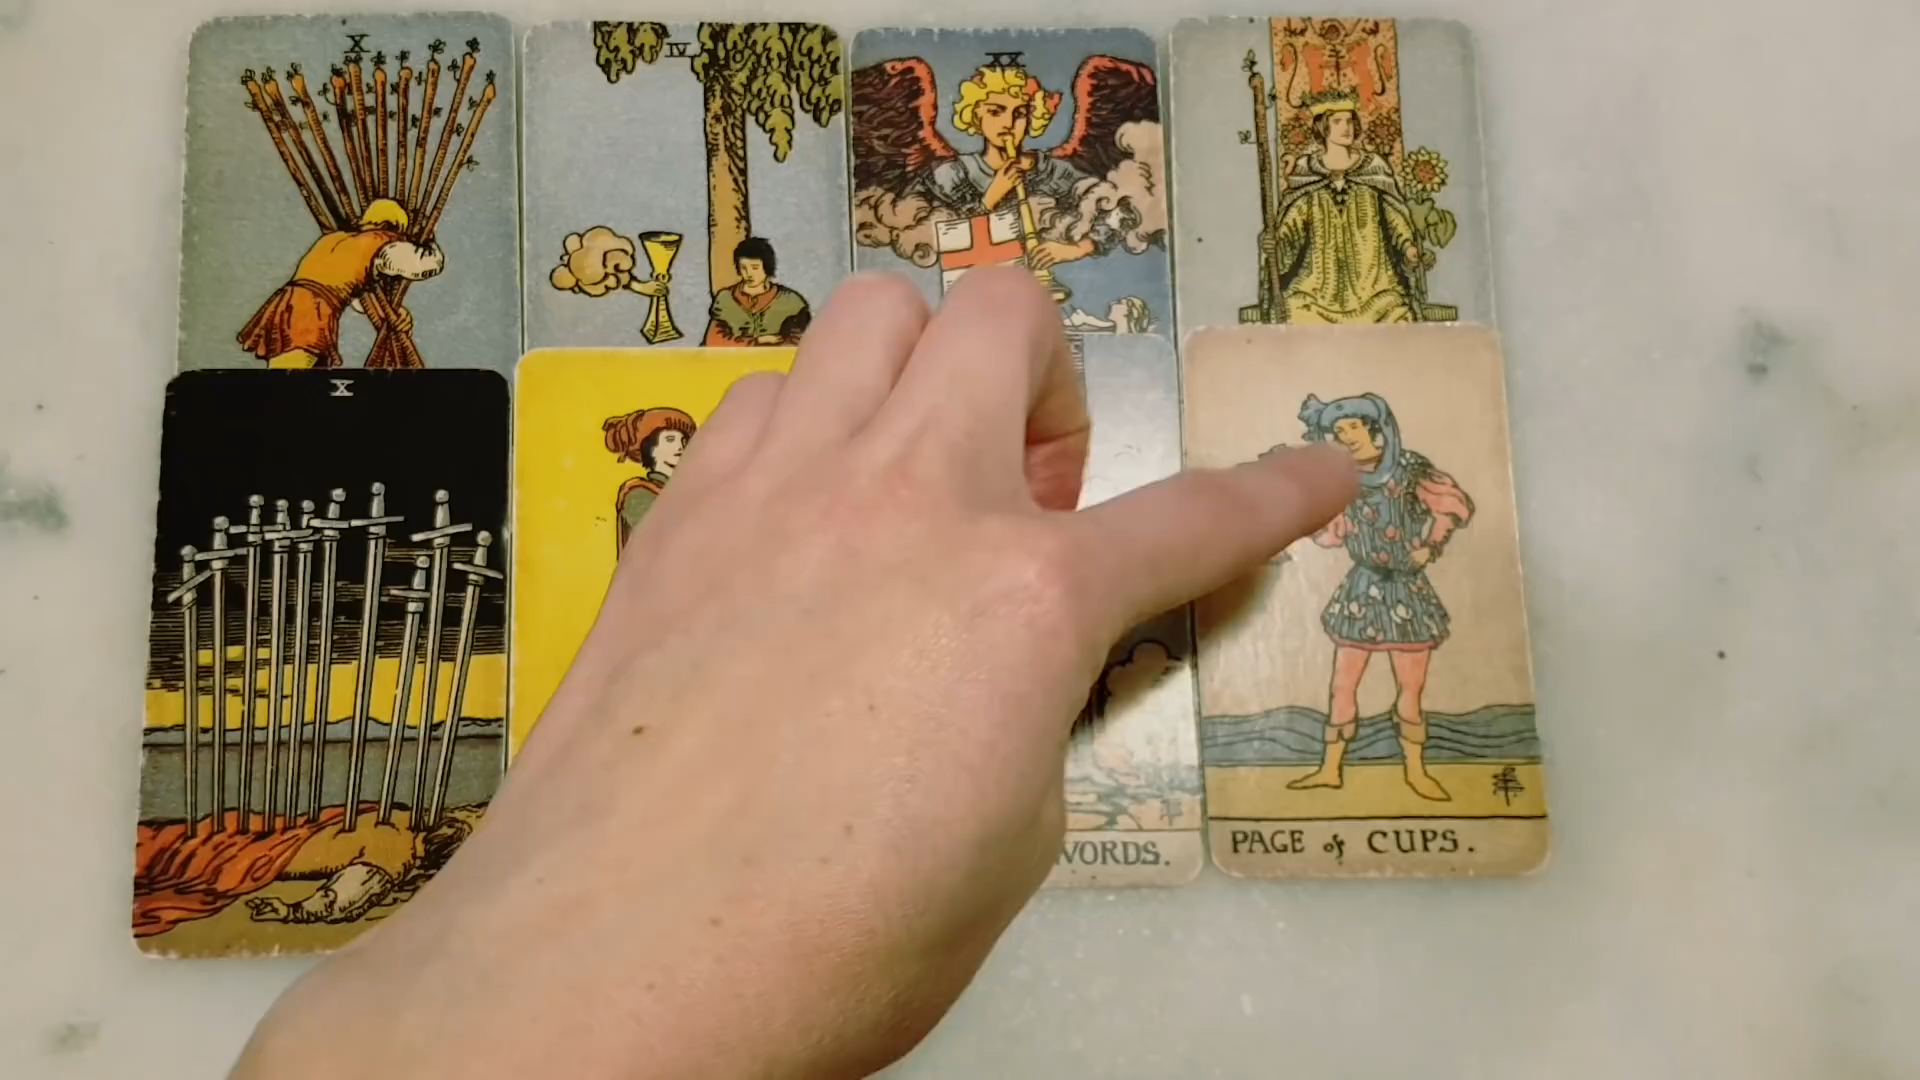 X
IV
XX
X
WORDS.
PAGE of CUPS.